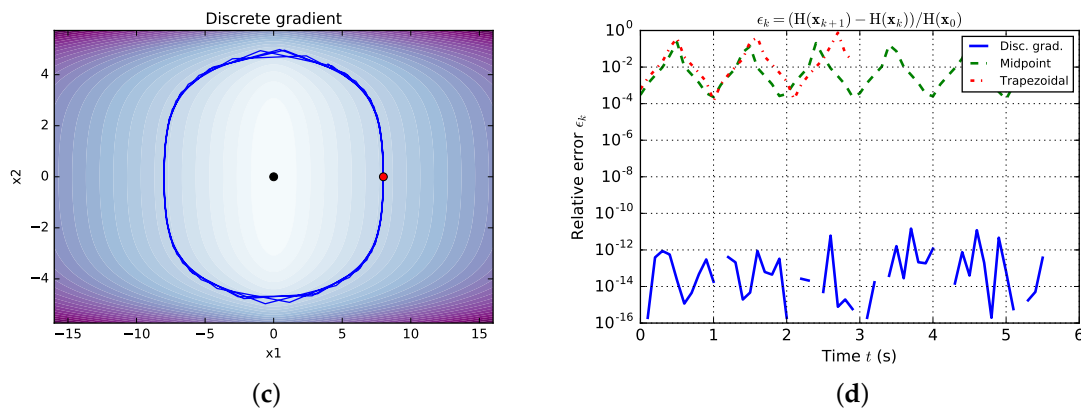 Discrete gradient
x2
4
2
0
−2
−4
−15 −10 −5 0 5 10 15
x1
(c)
ϵₖ = (H(𝐱ₖ₊₁) − H(𝐱ₖ))/H(𝐱₀)
Relative error ϵₖ
10⁰
10⁻²
10⁻⁴
10⁻⁶
10⁻⁸
10⁻¹⁰
10⁻¹²
10⁻¹⁴
10⁻¹⁶
Disc. grad.
Midpoint
Trapezoidal
0 1 2 3 4 5 6
Time t (s)
(d)